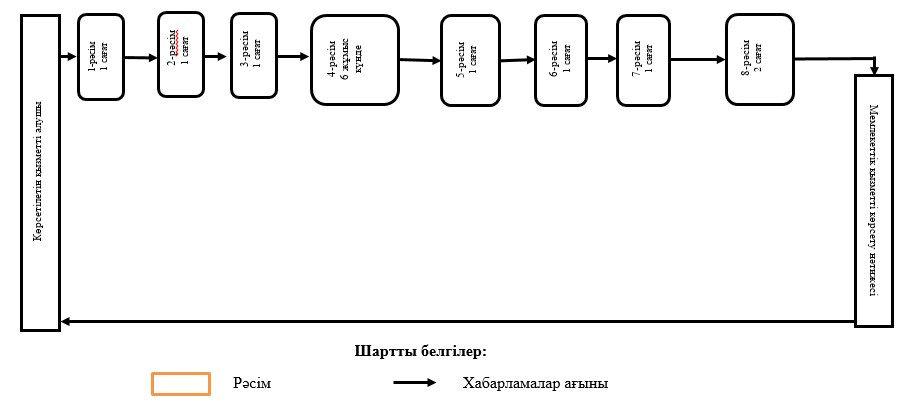 Көрсетілетін қызметті алушы
1-рәсім
1 сағат
2-рәсім
1 сағат
3-рәсім
1 сағат
4-рәсім
6 жұмыс
күнде
5-рәсім
1 сағат
6-рәсім
1 сағат
7-рәсім
1 сағат
8-рәсім
2 сағат
Мемлекеттік қызметті көрсету нәтижесі
Шартты белгілер:
Рәсім
Хабарламалар ағыны